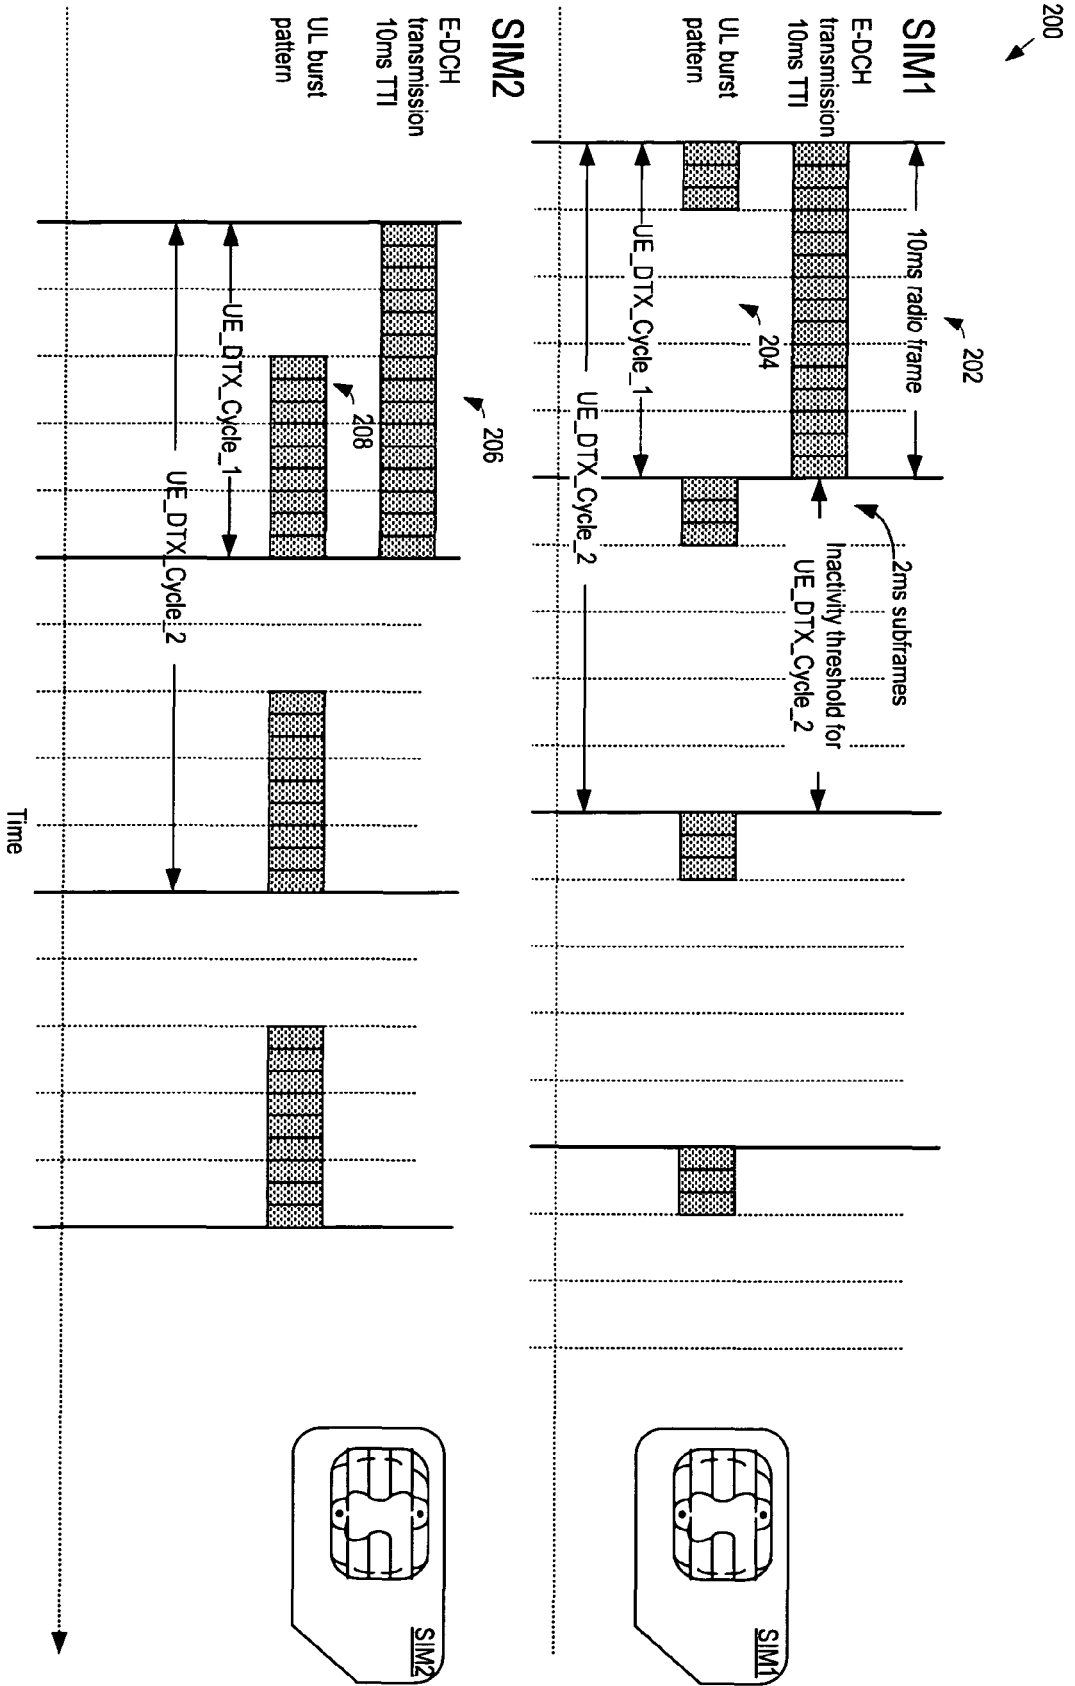 200
SIM1
E-DCH
transmission
10ms TTI
UL burst
pattern
10ms radio frame
202
204
UE_DTX_Cycle_1
UE_DTX_Cycle_2
2ms subframes
Inactivity threshold for
UE_DTX_Cycle_2
SIM1
SIM2
E-DCH
transmission
10ms TTI
UL burst
pattern
206
208
UE_DTX_Cycle_1
UE_DTX_Cycle_2
SIM2
Time